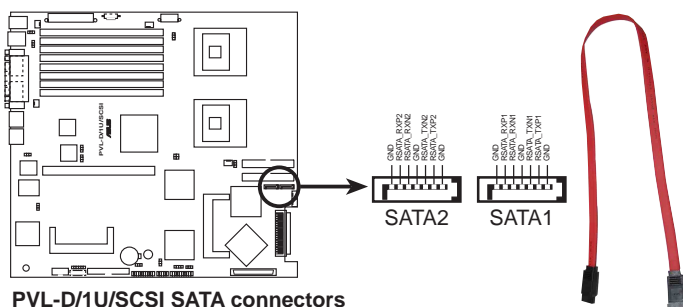 PVL-D/1U/SCSI
ASUS
GND
RSATA_RXP2
RSATA_RXN2
GND
RSATA_TXN2
RSATA_TXP2
GND
SATA2
GND
RSATA_RXP1
RSATA_RXN1
GND
RSATA_TXN1
RSATA_TXP1
GND
SATA1
PVL-D/1U/SCSI SATA connectors